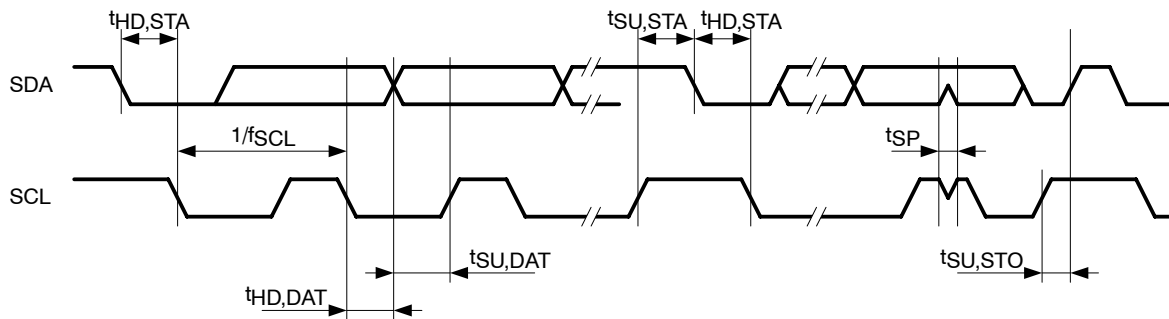 tHD,STA
tSU,STA
tHD,STA
SDA
1/fSCL
tSP
SCL
tSU,DAT
tSU,STO
tHD,DAT